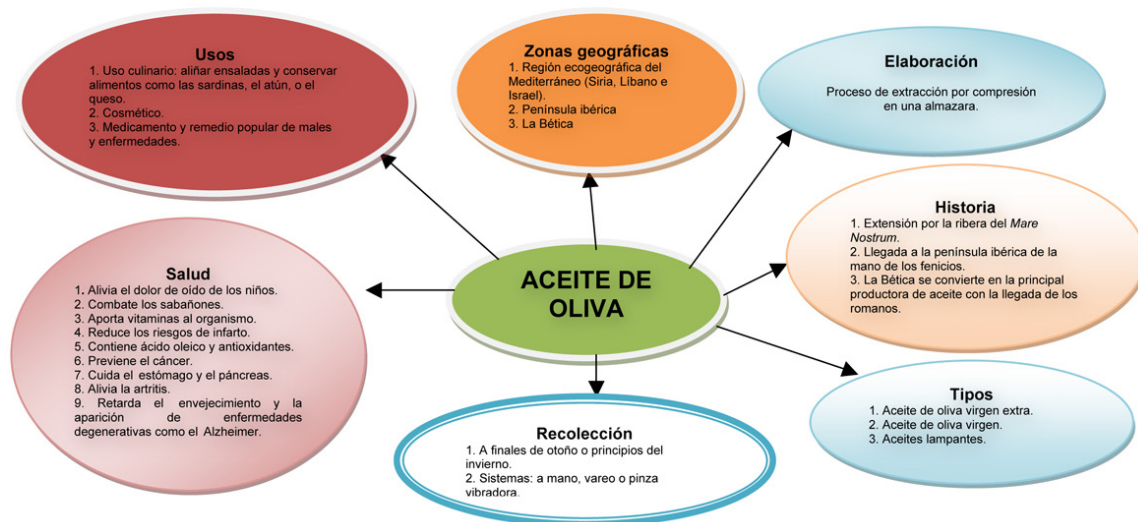 Usos
1. Uso culinario: aliñar ensaladas y conservar
alimentos como las sardinas, el atún, o el
queso.
2. Cosmético.
3. Medicamento y remedio popular de males
y enfermedades.
Zonas geográficas
1. Región ecogeográfica del
Mediterráneo (Siria, Líbano e
Israel).
2. Península ibérica
3. La Bética
Elaboración
Proceso de extracción por compresión
en una almazara.
Historia
1. Extensión por la ribera del Mare
Nostrum.
2. Llegada a la península ibérica de la
mano de los fenicios.
3. La Bética se convierte en la principal
productora de aceite con la llegada de los
romanos.
ACEITE DE
OLIVA
Salud
1. Alivia el dolor de oído de los niños.
2. Combate los sabañones.
3. Aporta vitaminas al organismo.
4. Reduce los riesgos de infarto.
5. Contiene ácido oleico y antioxidantes.
6. Previene el cáncer.
7. Cuida el estómago y el páncreas.
8. Alivia la artritis.
9. Retarda el envejecimiento y la
aparición de enfermedades
degenerativas como el Alzheimer.
Recolección
1. A finales de otoño o principios del
invierno.
2. Sistemas: a mano, vareo o pinza
vibradora.
Tipos
1. Aceite de oliva virgen extra.
2. Aceite de oliva virgen.
3. Aceites lampantes.